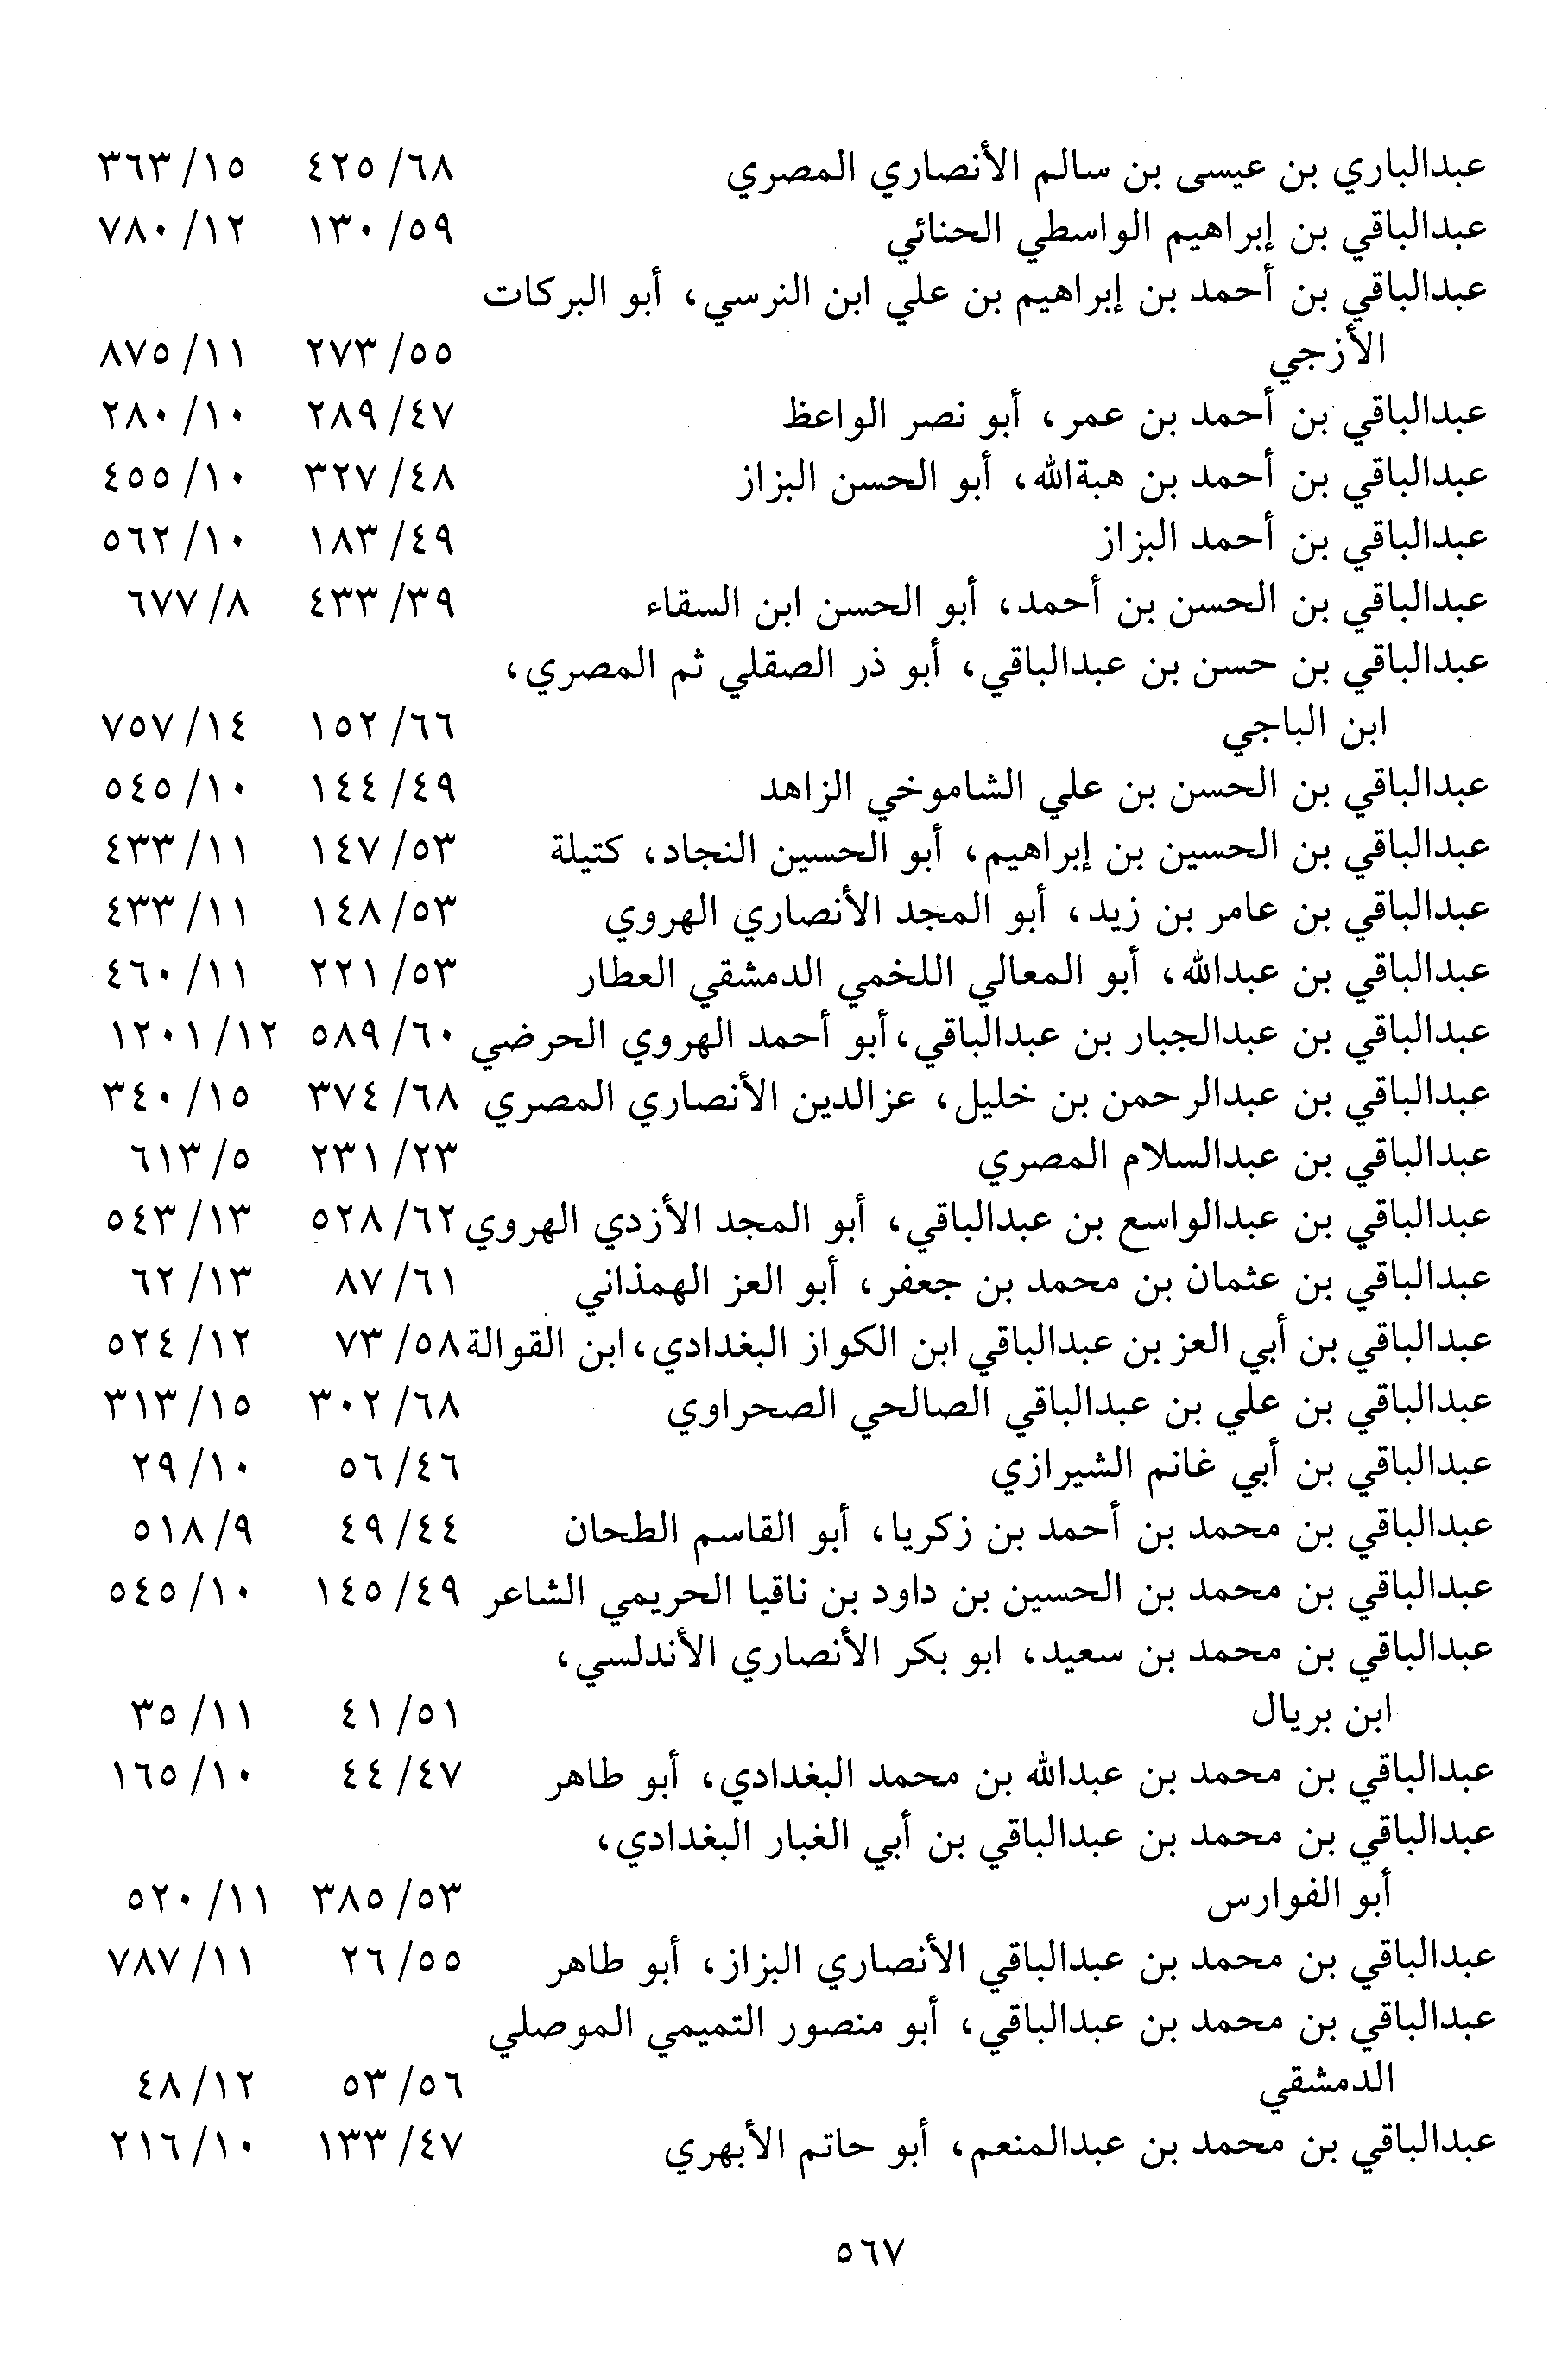 عبدالباري بن عيسى بن سالم الأنصاري المصري ٦٨/ ٤٢٥ ١٥/ ٣٦٣
عبدالباقي بن إبراهيم الواسطي الحنائي ٥٩/ ١٣٠ ١٢/ ٧٨٠
عبدالباقي بن أحمد بن إبراهيم بن علي ابن النرسي، أبو البركات
الأزجي ٥٥/ ٢٧٣ ١١/ ٨٧٥
عبدالباقي بن أحمد بن عمر، أبو نصر الواعظ ٤٧/ ٢٨٩ ١٠/ ٢٨٠
عبدالباقي بن أحمد بن هبةالله، أبو الحسن البزاز ٤٨/ ٣٢٧ ١٠/ ٤٥٥
عبدالباقي بن أحمد البزاز ٤٩/ ١٨٣ ١٠/ ٥٦٢
عبدالباقي بن الحسن بن أحمد، أبو الحسن ابن السقاء ٣٩/ ٤٣٣ ٨/ ٦٧٧
عبدالباقي بن حسن بن عبدالباقي، أبو ذر الصقلي ثم المصري،
ابن الباجي ٦٦/ ١٥٢ ١٤/ ٧٥٧
عبدالباقي بن الحسن بن علي الشاموخي الزاهد ٤٩/ ١٤٤ ١٠/ ٥٤٥
عبدالباقي بن الحسين بن إبراهيم، أبو الحسين النجاد، كتيلة ٥٣/ ١٤٧ ١١/ ٤٣٣
عبدالباقي بن عامر بن زيد، أبو المجد الأنصاري الهروي ٥٣/ ١٤٨ ١١/ ٤٣٣
عبدالباقي بن عبدالله، أبو المعالي اللخمي الدمشقي العطار ٥٣/ ٢٢١ ١١/ ٤٦٠
عبدالباقي بن عبدالجبار بن عبدالباقي، أبو أحمد الهروي الحرضي ٦٠/ ٥٨٩ ١٢/ ١٢٠١
عبدالباقي بن عبدالرحمن بن خليل، عزالدين الأنصاري المصري ٦٨/ ٣٧٤ ١٥/ ٣٤٠
عبدالباقي بن عبدالسلام المصري ٢٣/ ٢٣١ ٥/ ٦١٣
عبدالباقي بن عبدالواسع بن عبدالباقي، أبو المجد الأزدي الهروي ٦٢/ ٥٢٨ ١٣/ ٥٤٣
عبدالباقي بن عثمان بن محمد بن جعفر، أبو العز الهمذاني ٦١/ ٨٧ ١٣/ ٦٢
عبدالباقي بن أبي العز بن عبدالباقي ابن الكواز البغدادي، ابن القوالة ٥٨/ ٧٣ ١٢/ ٥٢٤
عبدالباقي بن علي بن عبدالباقي الصالحي الصحراوي ٦٨/ ٣٠٢ ١٥/ ٣١٣
عبدالباقي بن أبي غانم الشيرازي ٤٦/ ٥٦ ١٠/ ٢٩
عبدالباقي بن محمد بن أحمد بن زكريا، أبو القاسم الطحان ٤٤/ ٤٩ ٩/ ٥١٨
عبدالباقي بن محمد بن الحسين بن داود بن ناقيا الحريمي الشاعر ٤٩/ ١٤٥ ١٠/ ٥٤٥
عبدالباقي بن محمد بن سعيد، ابو بكر الأنصاري الأندلسي،
ابن بريال ٥١/ ٤١ ١١/ ٣٥
عبدالباقي بن محمد بن عبدالله بن محمد البغدادي، أبو طاهر ٤٧/ ٤٤ ١٠/ ١٦٥
عبدالباقي بن محمد بن عبدالباقي بن أبي الغبار البغدادي،
أبو الفوارس ٥٣/ ٣٨٥ ١١/ ٥٢٠
عبدالباقي بن محمد بن عبدالباقي الأنصاري البزاز، أبو طاهر ٥٥/ ٢٦ ١١/ ٧٨٧
عبدالباقي بن محمد بن عبدالباقي، أبو منصور التميمي الموصلي
الدمشقي ٥٦/ ٥٣ ١٢/ ٤٨
عبدالباقي بن محمد بن عبدالمنعم، أبو حاتم الأبهري ٤٧/ ١٣٣ ١٠/ ٢١٦
٥٦٧